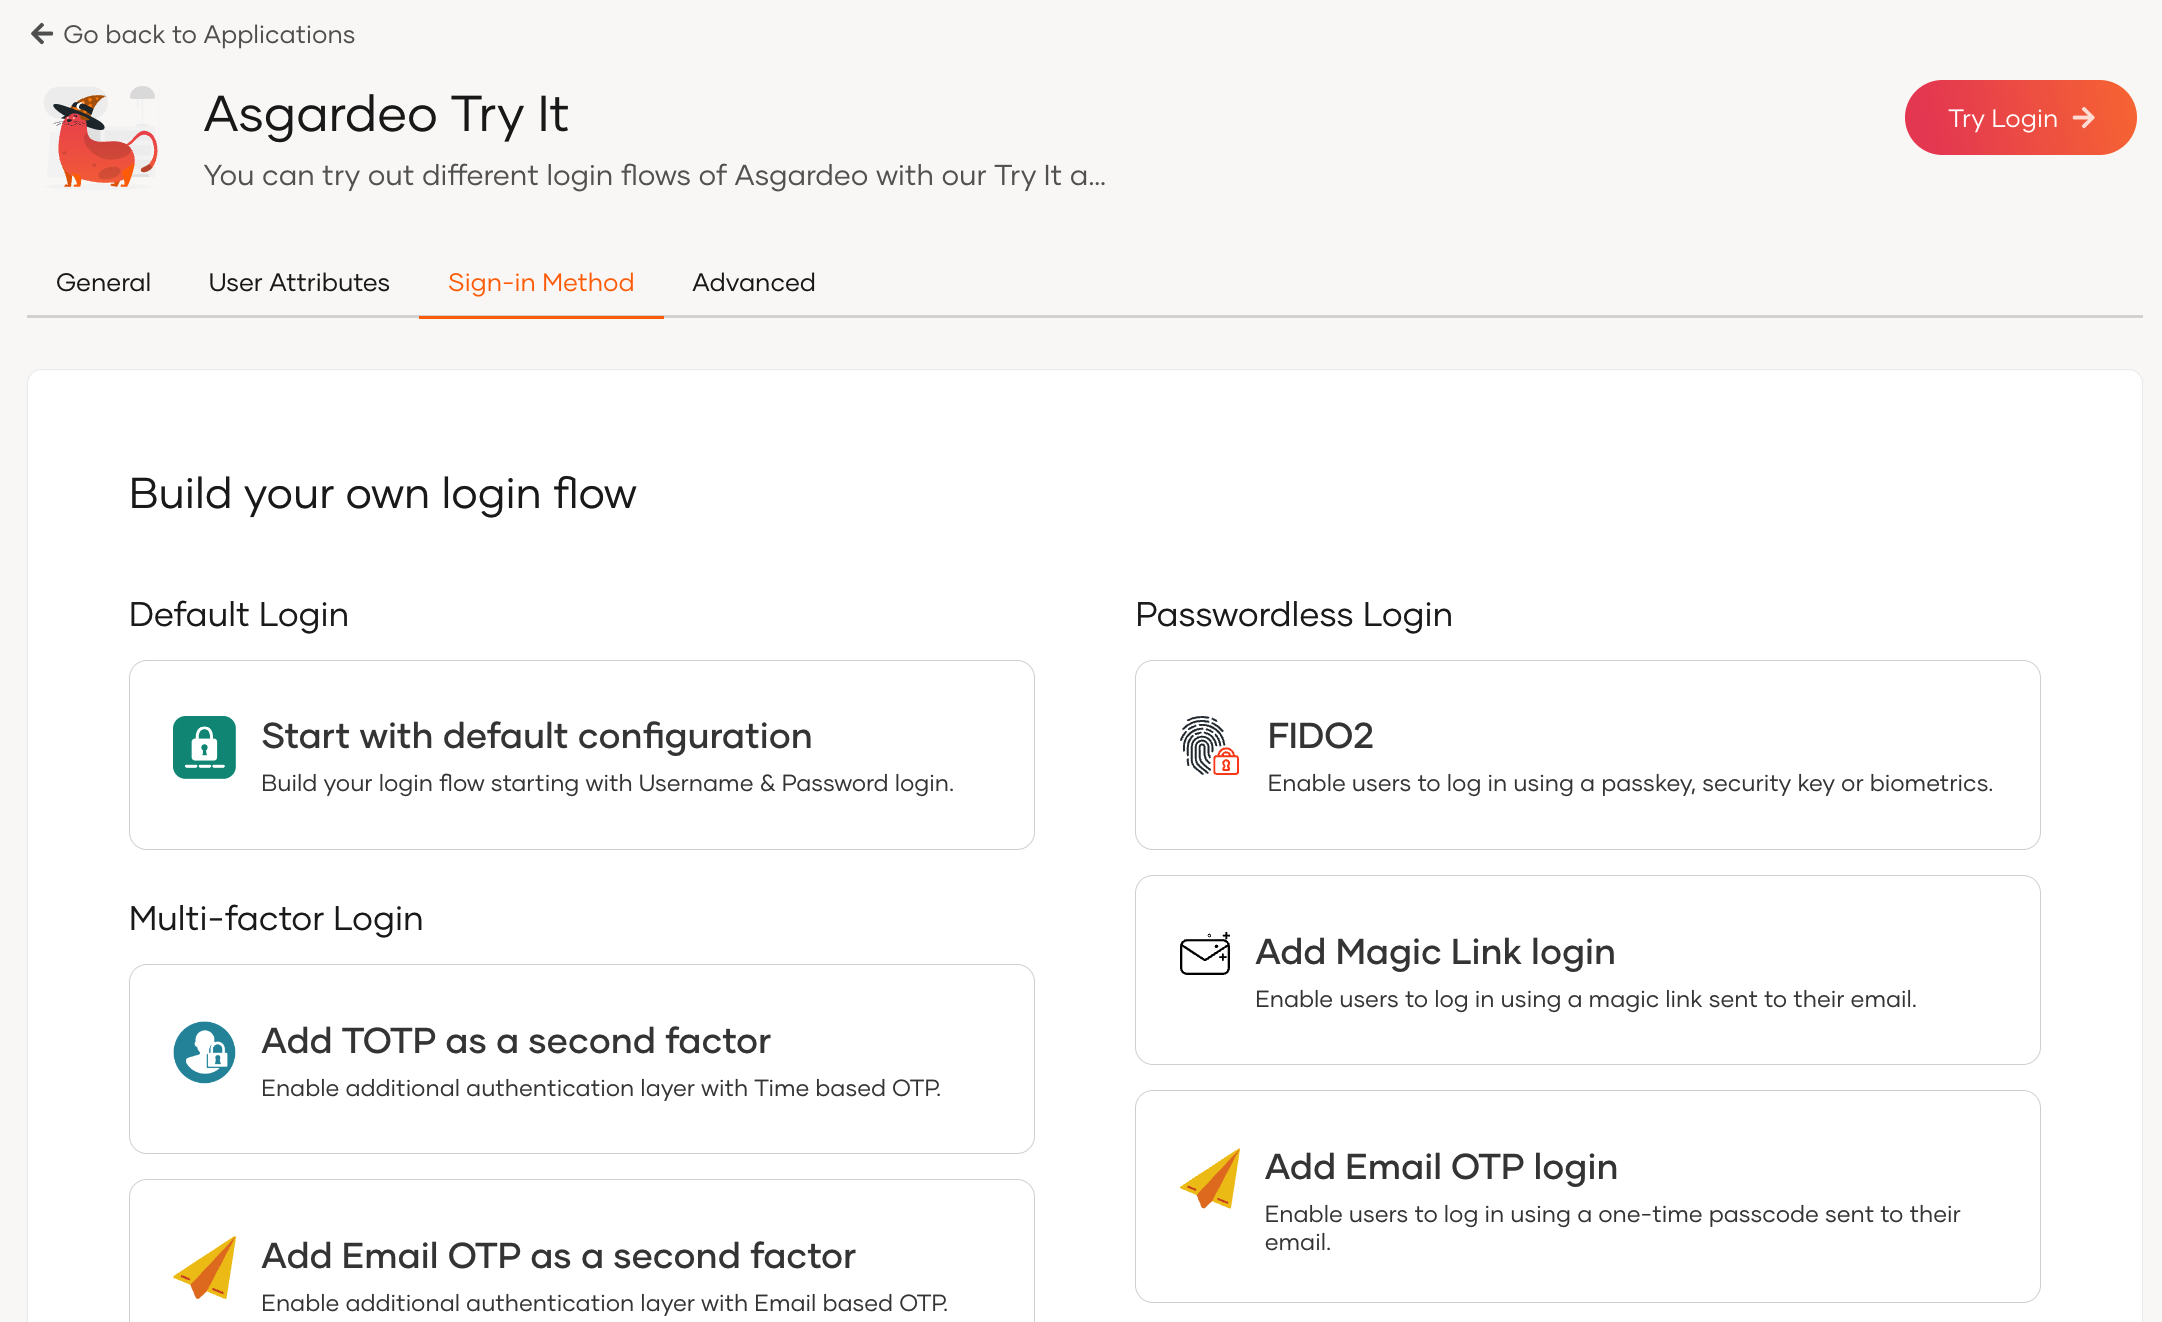 Go back to Applications
Asgardeo Try It
You can try out different login flows of Asgardeo with our Try It a...
Try Login
General
User Attributes
Sign-in Method
Advanced
Build your own login flow
Default Login
Start with default configuration
Build your login flow starting with Username & Password login.
Multi-factor Login
Add TOTP as a second factor
Enable additional authentication layer with Time based OTP.
Add Email OTP as a second factor
Enable additional authentication layer with Email based OTP.
Passwordless Login
FIDO2
Enable users to log in using a passkey, security key or biometrics.
Add Magic Link login
Enable users to log in using a magic link sent to their email.
Add Email OTP login
Enable users to log in using a one-time passcode sent to their
email.